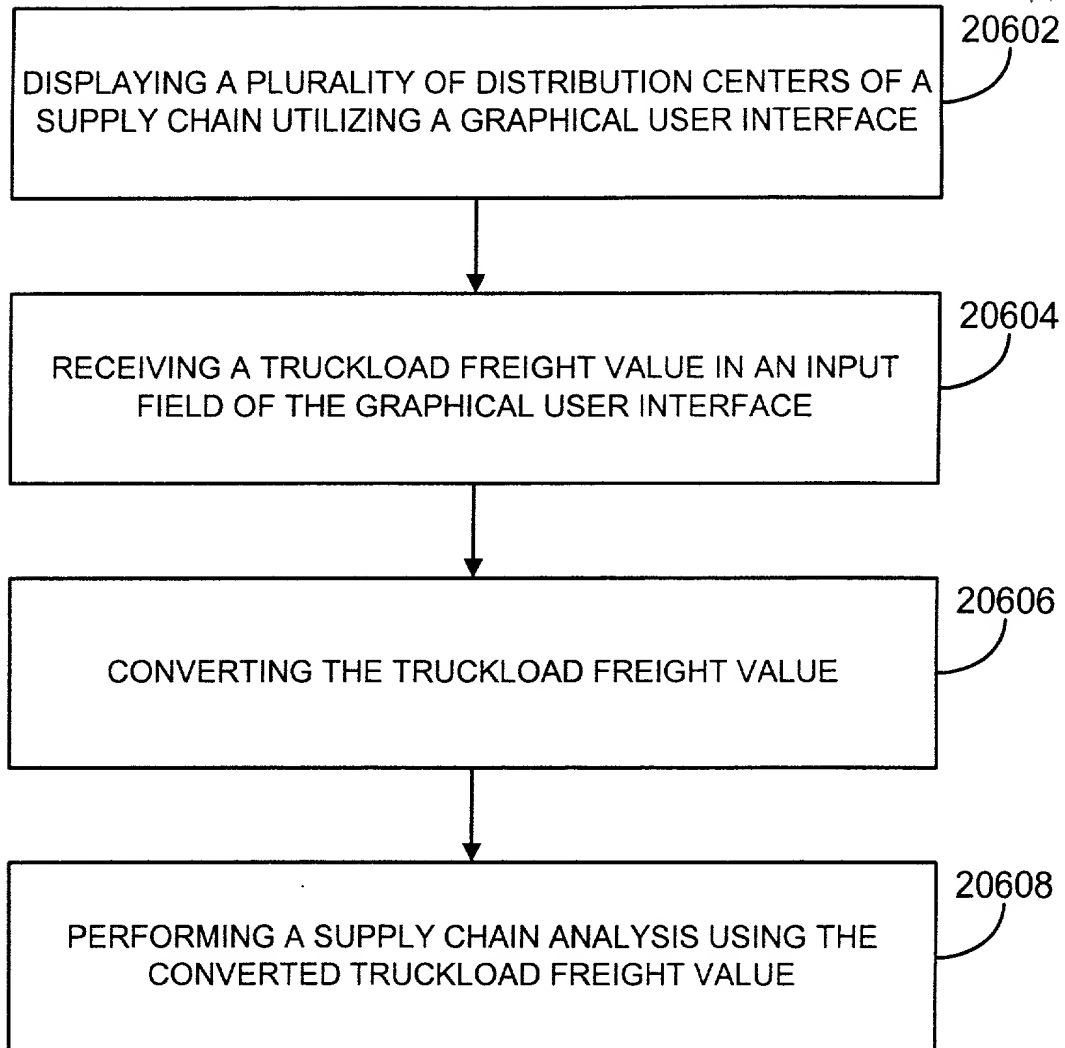 20602
DISPLAYING A PLURALITY OF DISTRIBUTION CENTERS OF A
SUPPLY CHAIN UTILIZING A GRAPHICAL USER INTERFACE
20604
RECEIVING A TRUCKLOAD FREIGHT VALUE IN AN INPUT
FIELD OF THE GRAPHICAL USER INTERFACE
20606
CONVERTING THE TRUCKLOAD FREIGHT VALUE
20608
PERFORMING A SUPPLY CHAIN ANALYSIS USING THE
CONVERTED TRUCKLOAD FREIGHT VALUE